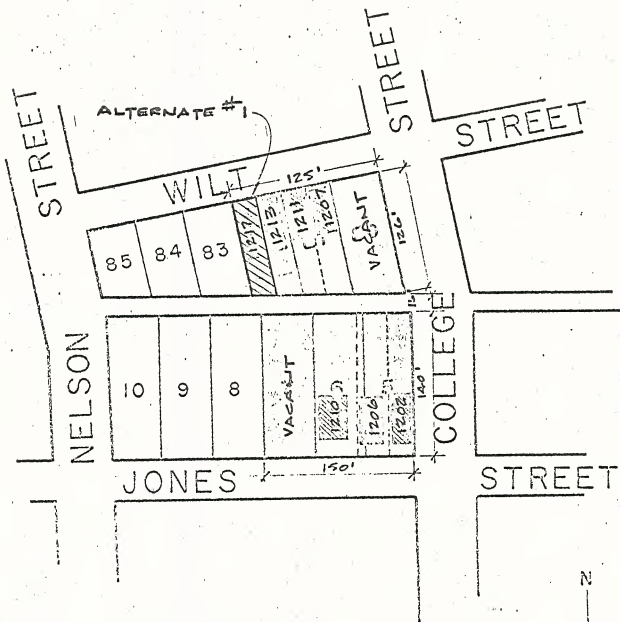 STREET
STREET
ALTERNATE #1
STREET
WILT
125'
1217
1213
1211
1207
VACANT
126'
85
84
83
NELSON
COLLEGE
10
9
8
VACANT
1210
1206
1202
140'
150'
JONES
STREET
N